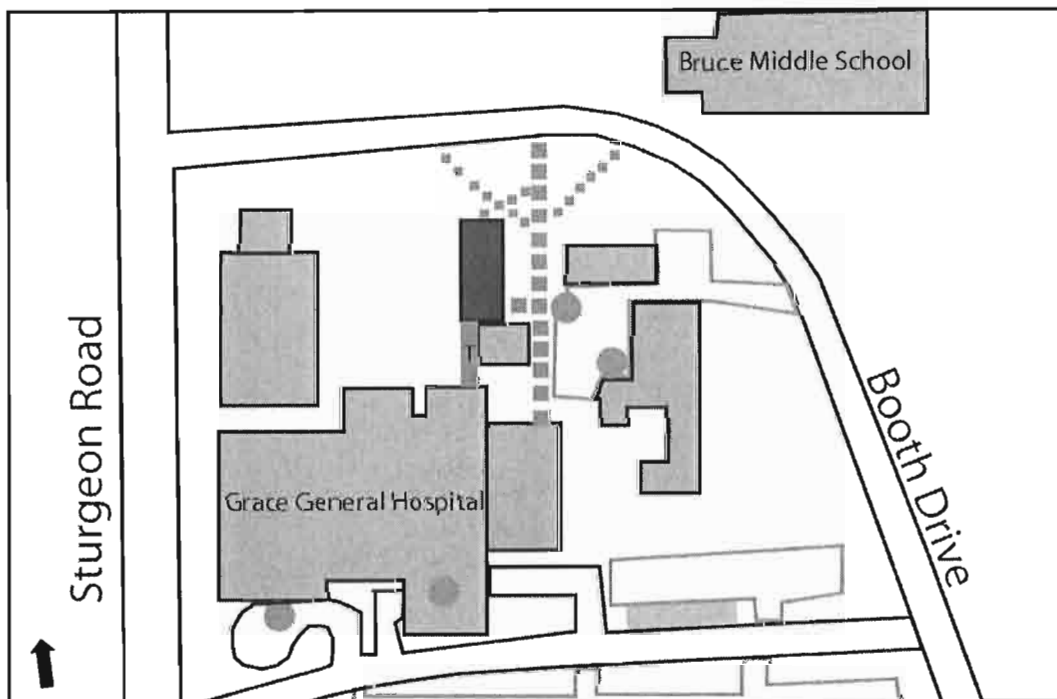 Bruce Middle School
Sturgeon Road
T
Booth Drive
Grace General Hospital